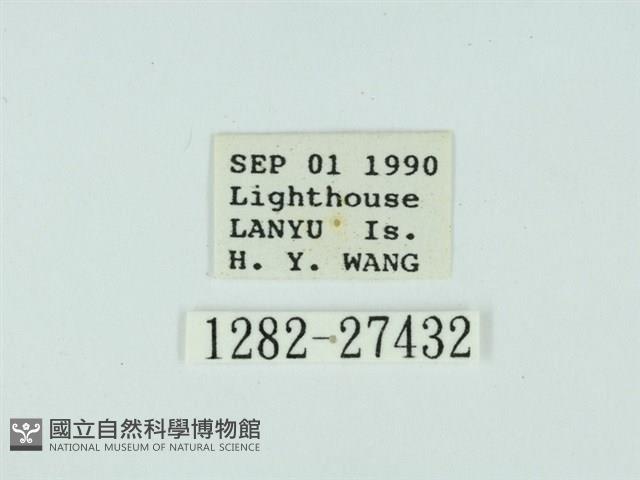 SEP 01 1990
Lighthouse
LANYU Is.
H. Y. WANG
1282-27432
國立自然科學博物館
NATIONAL MUSEUM OF NATURAL SCIENCE